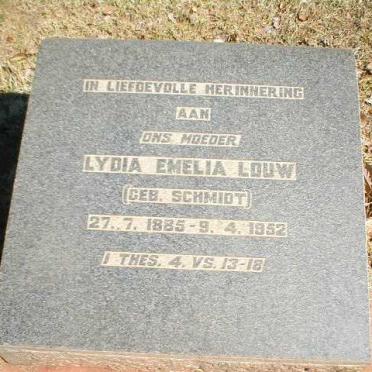 IN LIEFDEVOLLE HERINNERING
AAN
ONS MOEDER
LYDIA EMELIA LOUW
(GEB. SCHMIDT)
27. 7. 1885 - 9. 4. 1952
I THES. 4. VS. 13-18